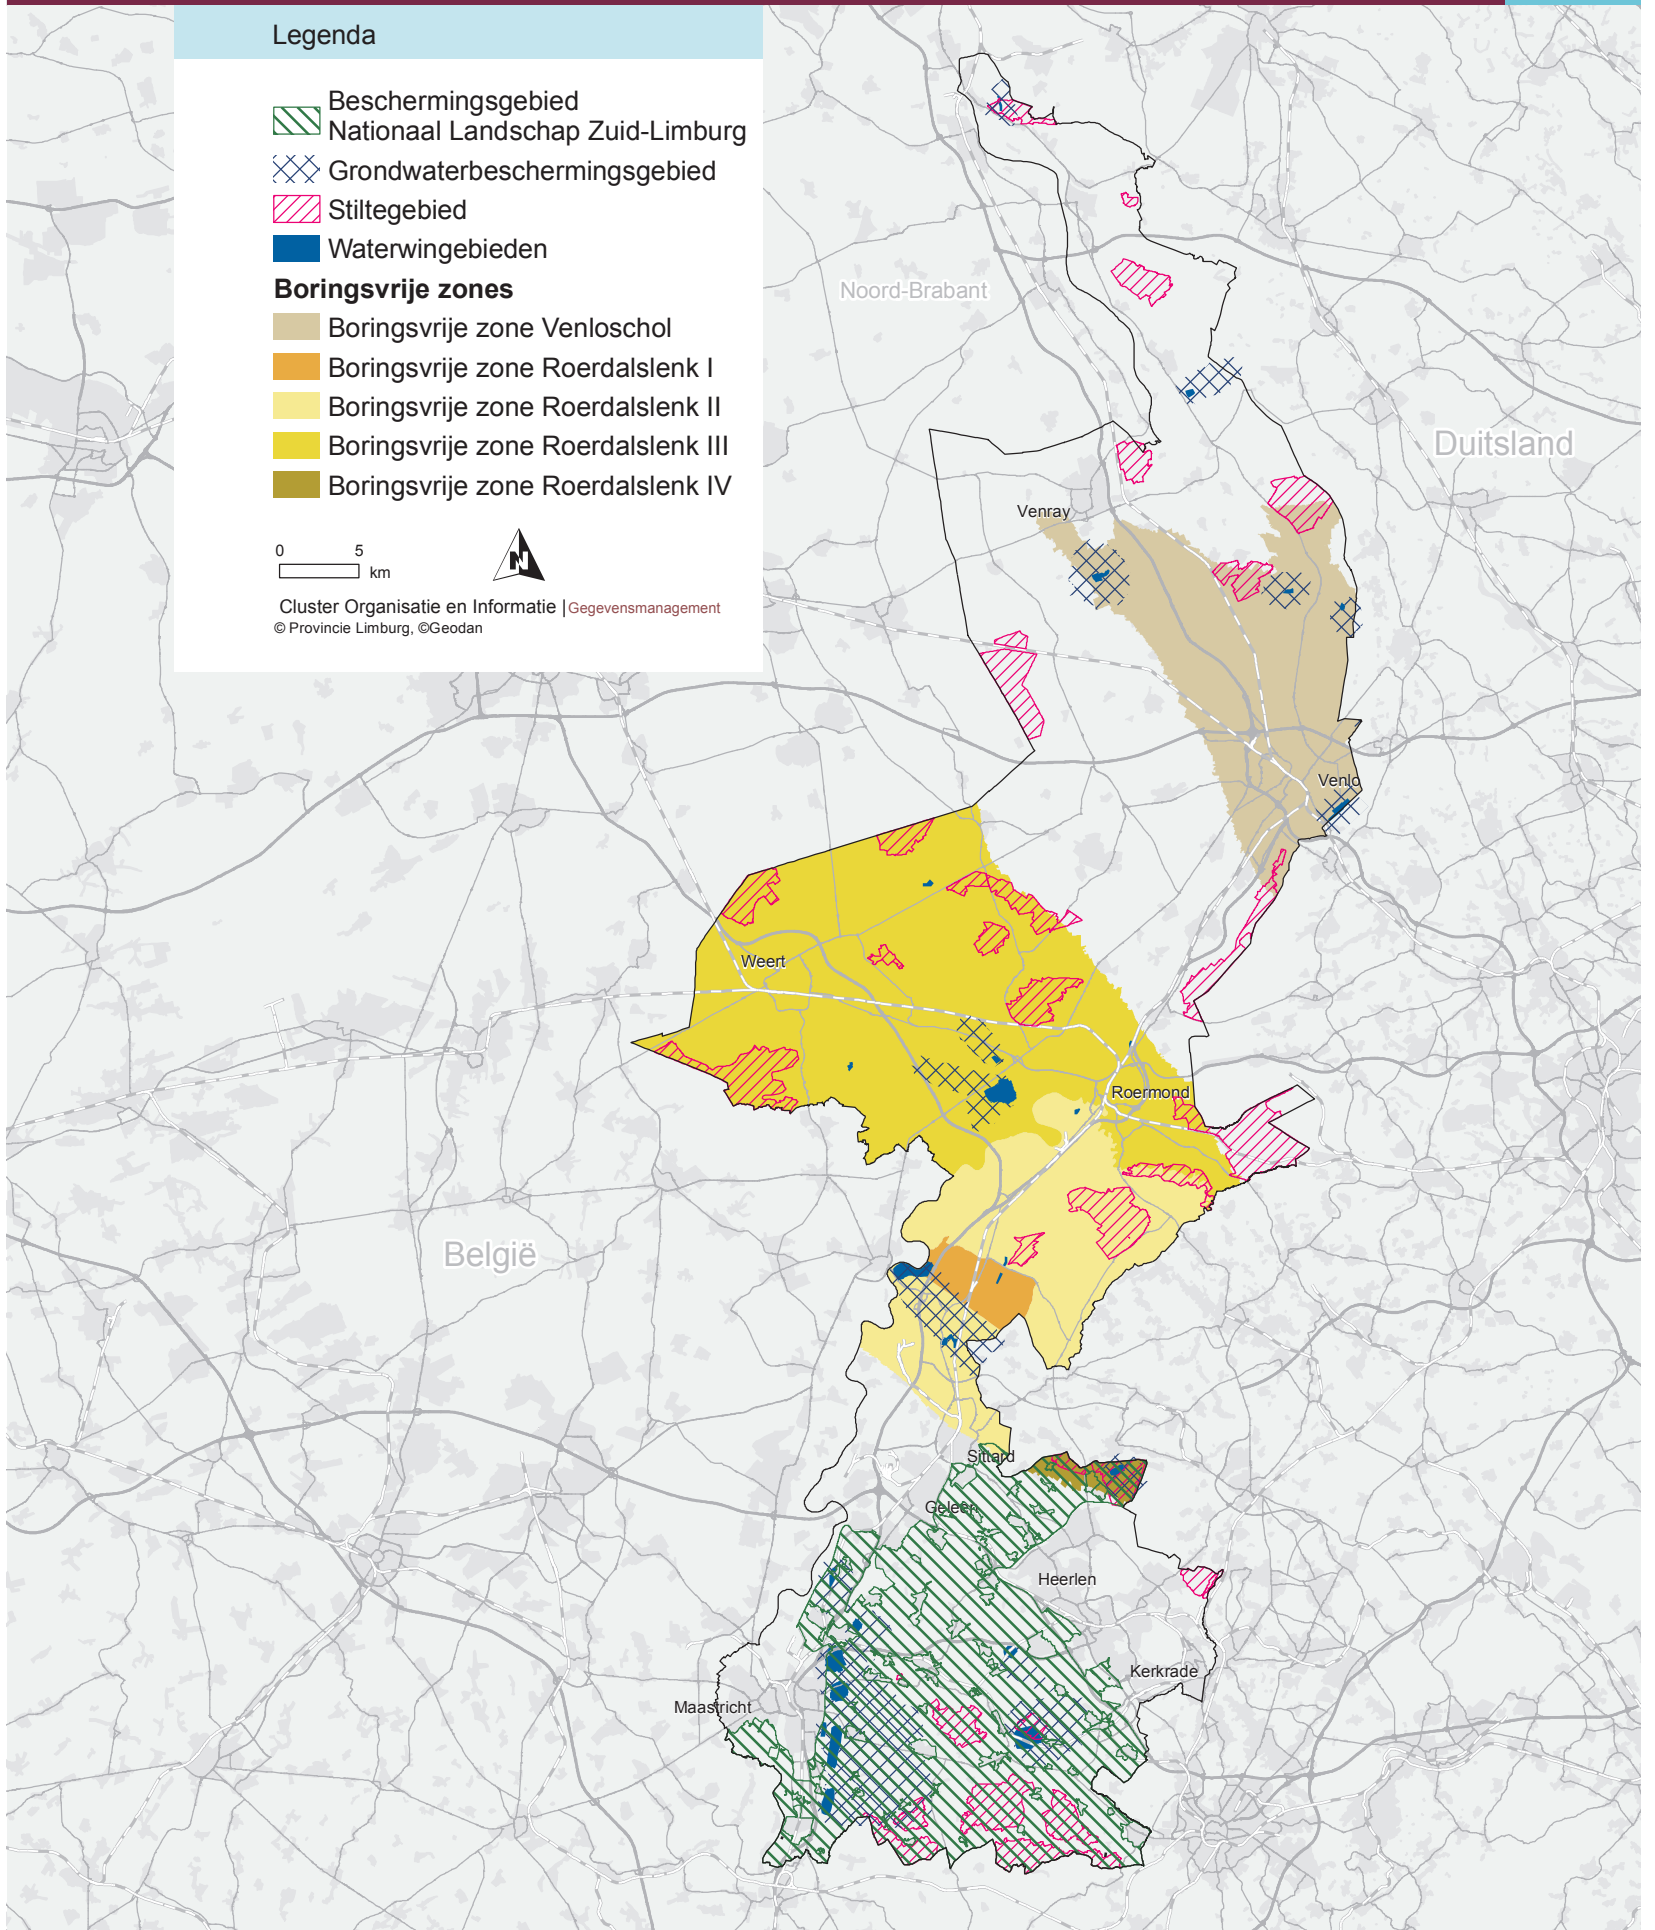 Legenda
Beschermingsgebied
Nationaal Landschap Zuid-Limburg
Grondwaterbeschermingsgebied
Stiltegebied
Waterwingebieden
Boringsvrije zones
Boringsvrije zone Venloschol
Boringsvrije zone Roerdalslenk I
Boringsvrije zone Roerdalslenk II
Boringsvrije zone Roerdalslenk III
Boringsvrije zone Roerdalslenk IV
0 5
km
N
Cluster Organisatie en Informatie | Gegevensmanagement
© Provincie Limburg, ©Geodan
Noord-Brabant
Duitsland
Venray
Venlo
Weert
Roermond
België
Sittard
Geleen
Heerlen
Kerkrade
Maastricht